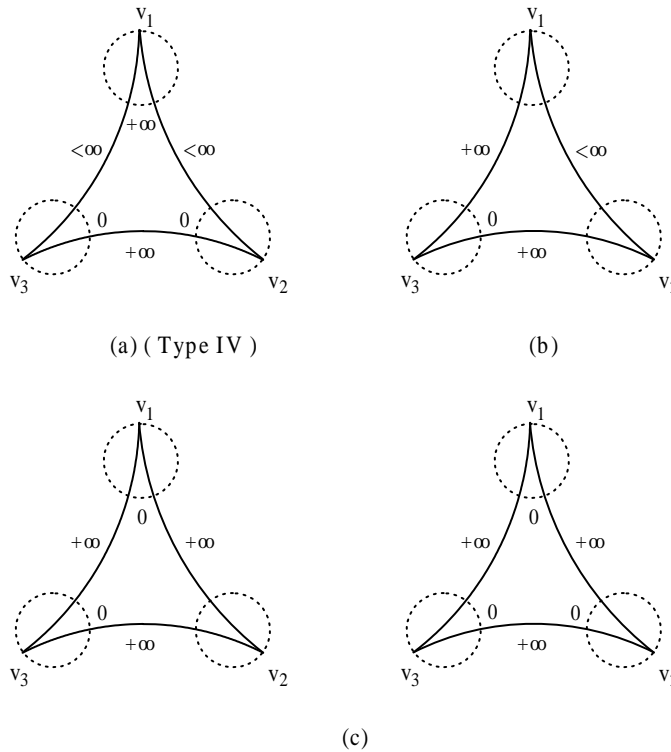 v1 v1
+∞
<∞ <∞ +∞ <∞
0 0 0
+∞ +∞
v3 v2 v3
(a) ( Type IV ) (b)
v1 v1
0 0
+∞ +∞ +∞ +∞
0 0 0
+∞ +∞
v3 v2 v3
(c)